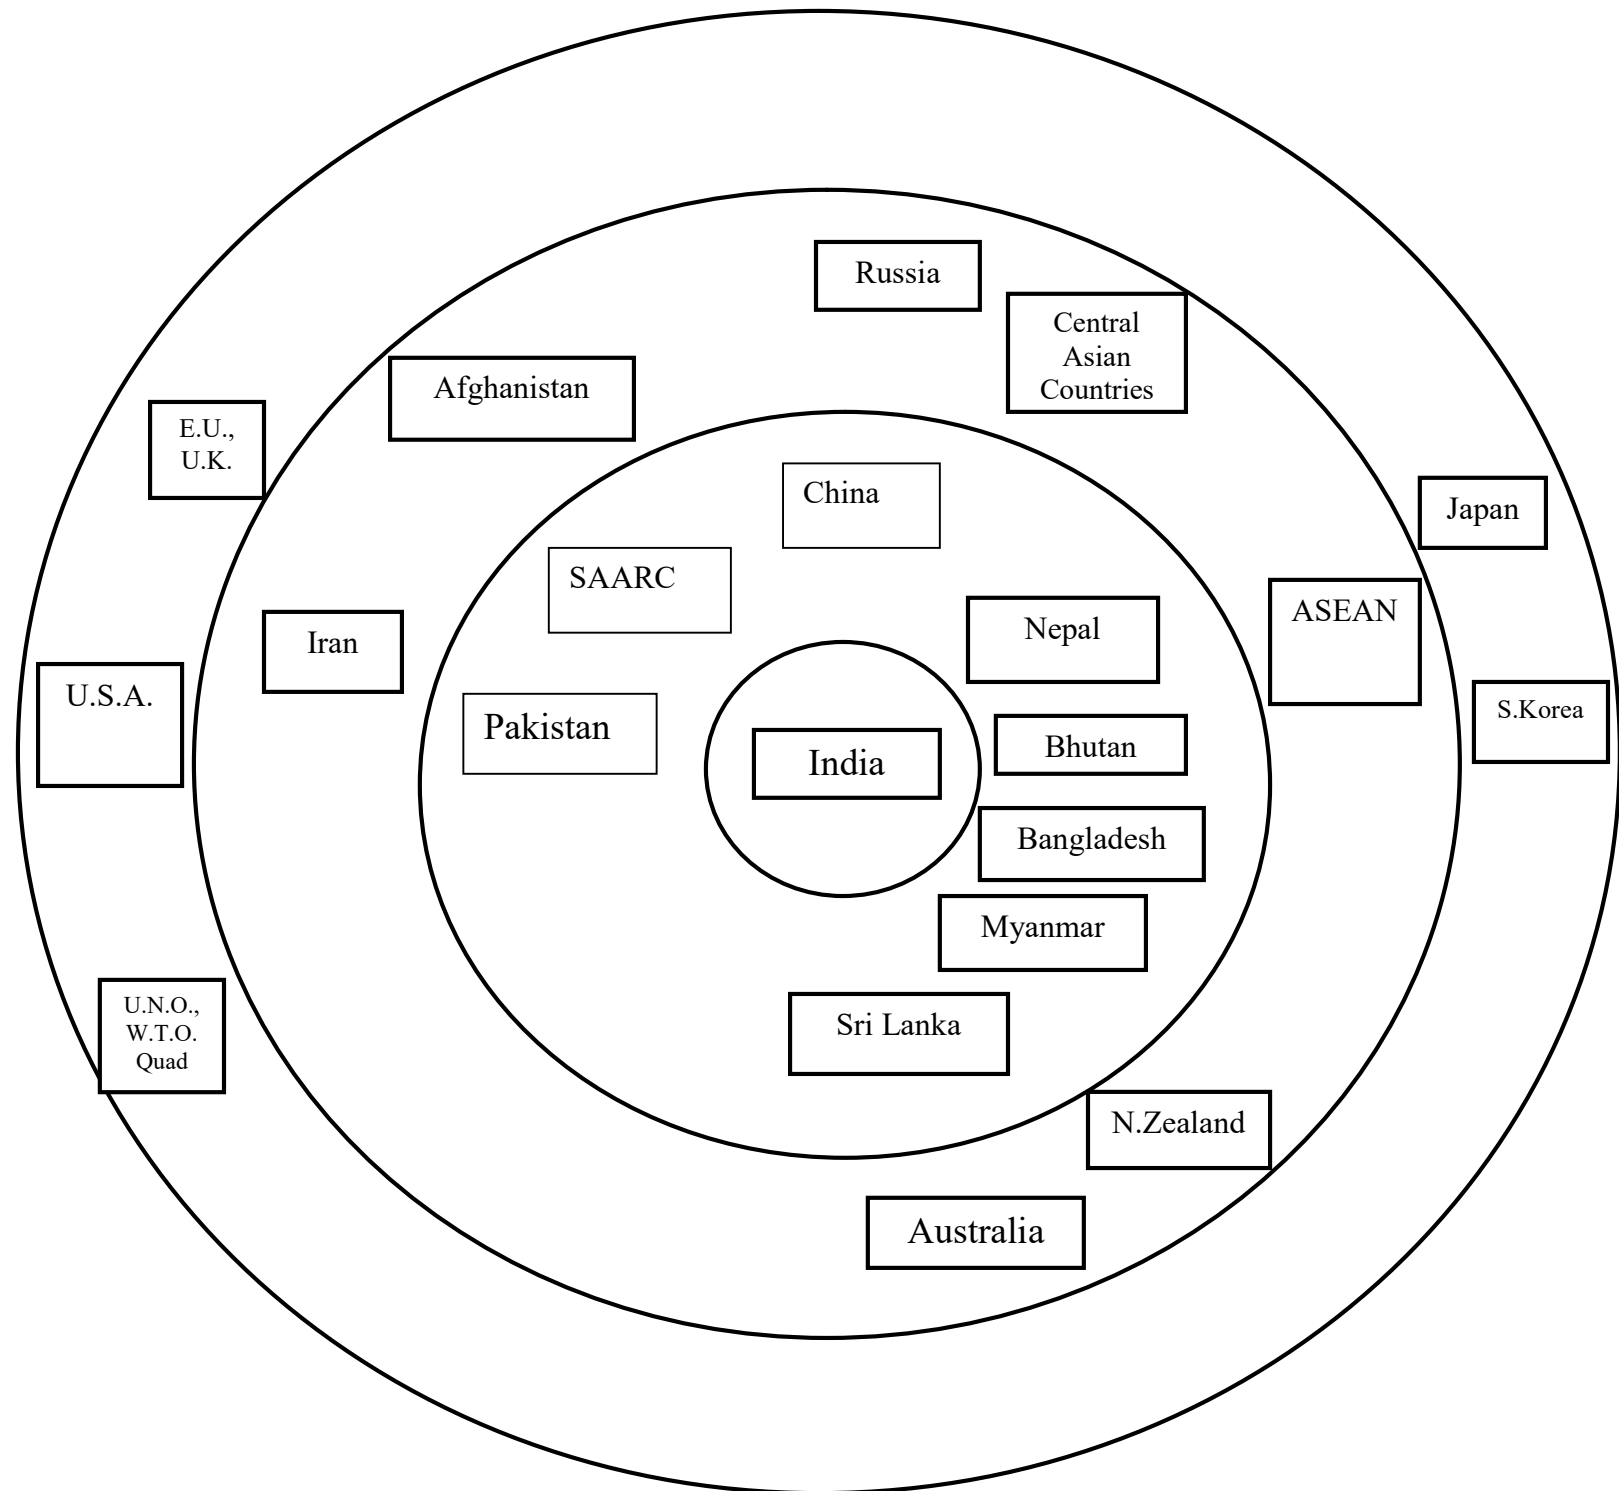 Russia
Central
Asian
Countries
Afghanistan
E.U.,
U.K.
China
Japan
SAARC
ASEAN
Nepal
Iran
U.S.A.
S.Korea
Pakistan
India
Bhutan
Bangladesh
Myanmar
U.N.O.,
W.T.O.
Quad
Sri Lanka
N.Zealand
Australia